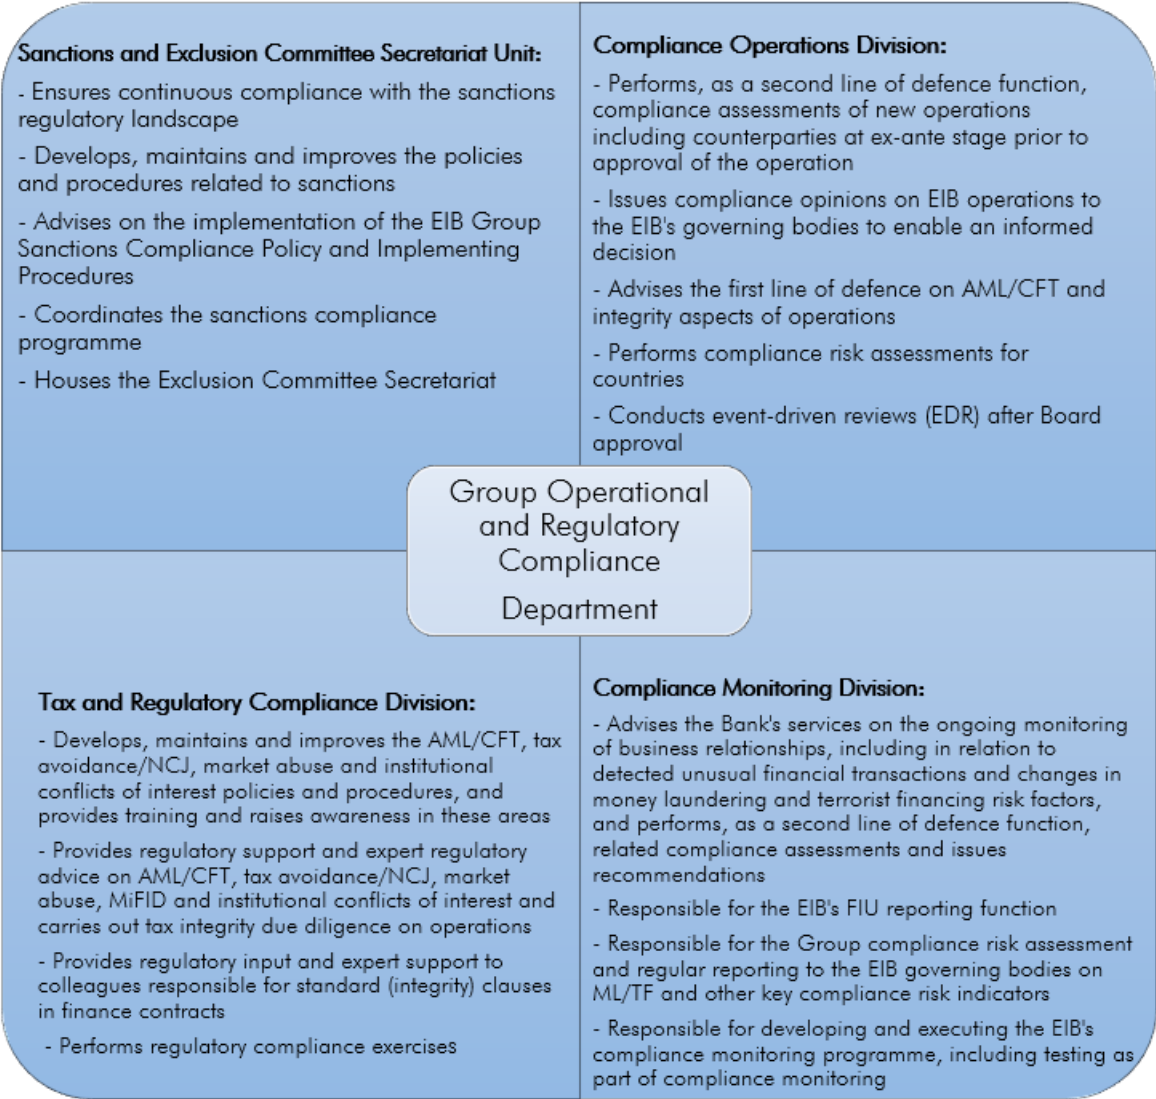 Sanctions and Exclusion Committee Secretariat Unit:
- Ensures continuous compliance with the sanctions
regulatory landscape
- Develops, maintains and improves the policies
and procedures related to sanctions
- Advises on the implementation of the EIB Group
Sanctions Compliance Policy and Implementing
Procedures
- Coordinates the sanctions compliance
programme
- Houses the Exclusion Committee Secretariat
Compliance Operations Division:
- Performs, as a second line of defence function,
compliance assessments of new operations
including counterparties at ex-ante stage prior to
approval of the operation
- Issues compliance opinions on EIB operations to
the EIB's governing bodies to enable an informed
decision
- Advises the first line of defence on AML/CFT and
integrity aspects of operations
- Performs compliance risk assessments for
countries
- Conducts event-driven reviews (EDR) after Board
approval
Group Operational
and Regulatory
Compliance
Department
Tax and Regulatory Compliance Division:
- Develops, maintains and improves the AML/CFT, tax
avoidance/NCJ, market abuse and institutional
conflicts of interest policies and procedures, and
provides training and raises awareness in these areas
- Provides regulatory support and expert regulatory
advice on AML/CFT, tax avoidance/NCJ, market
abuse, MiFID and institutional conflicts of interest and
carries out tax integrity due diligence on operations
- Provides regulatory input and expert support to
colleagues responsible for standard (integrity) clauses
in finance contracts
- Performs regulatory compliance exercises
Compliance Monitoring Division:
- Advises the Bank's services on the ongoing monitoring
of business relationships, including in relation to
detected unusual financial transactions and changes in
money laundering and terrorist financing risk factors,
and performs, as a second line of defence function,
related compliance assessments and issues
recommendations
- Responsible for the EIB's FIU reporting function
- Responsible for the Group compliance risk assessment
and regular reporting to the EIB governing bodies on
ML/TF and other key compliance risk indicators
- Responsible for developing and executing the EIB's
compliance monitoring programme, including testing as
part of compliance monitoring